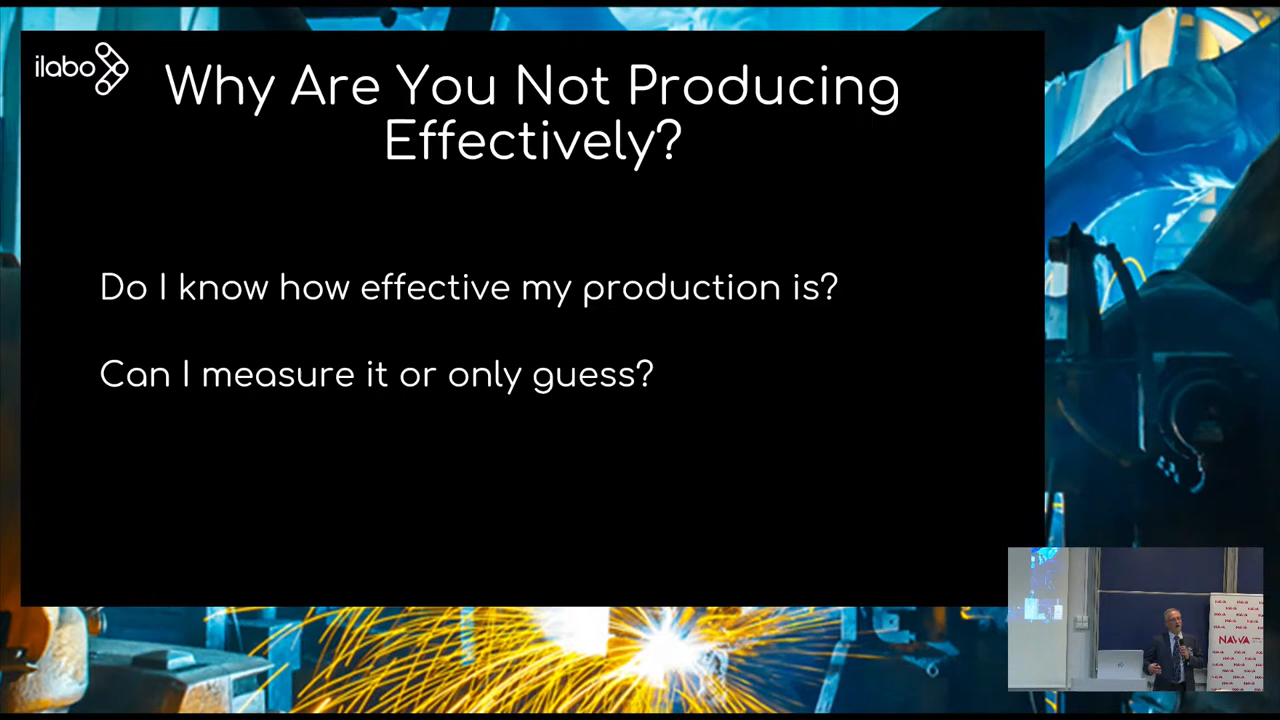 ilabo
Why Are You Not Producing
Effectively?
Do I know how effective my production is?
Can I measure it or only guess?
NAWA